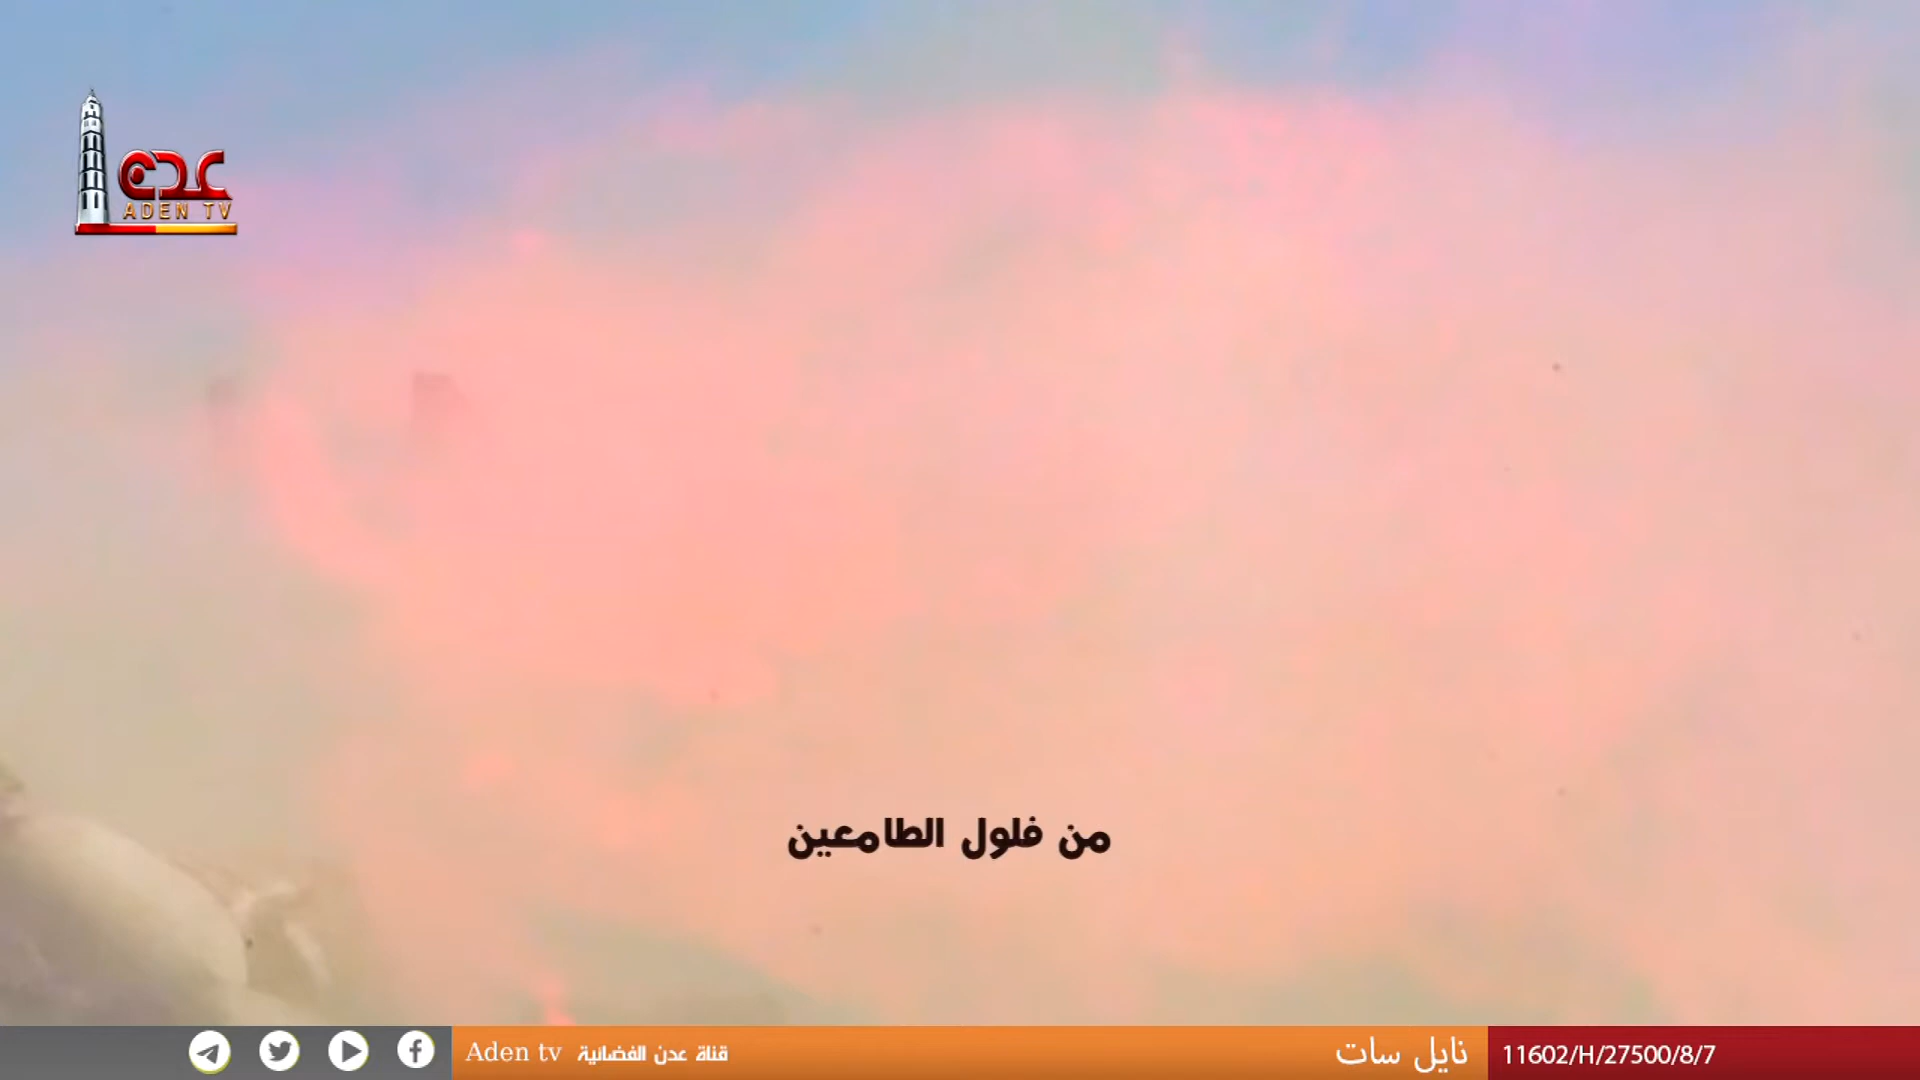 عدن
ADEN TV
من فلول الطامعين
Aden tv قناة عدن الفضائية
نايل سات
11602/H/27500/8/7